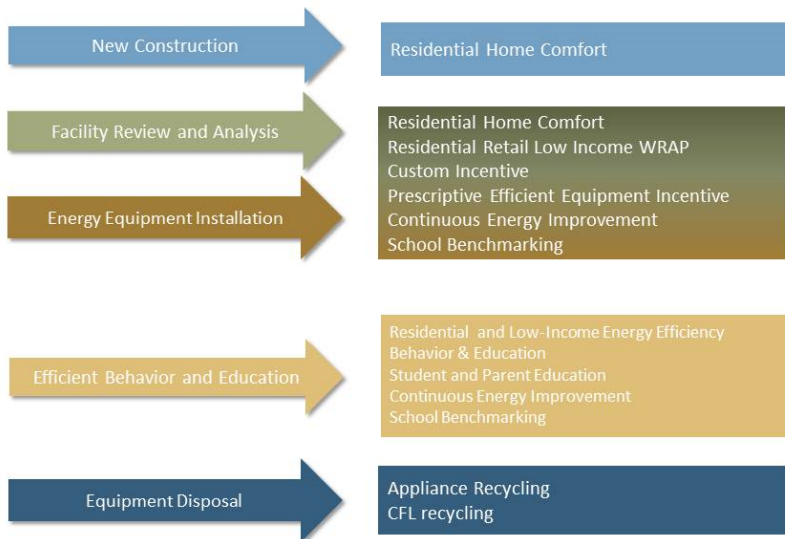 New Construction
Residential Home Comfort
Facility Review and Analysis
Energy Equipment Installation
Residential Home Comfort
Residential Retail Low Income WRAP
Custom Incentive
Prescriptive Efficient Equipment Incentive
Continuous Energy Improvement
School Benchmarking
Efficient Behavior and Education
Residential and Low-Income Energy Efficiency
Behavior & Education
Student and Parent Education
Continuous Energy Improvement
School Benchmarking
Equipment Disposal
Appliance Recycling
CFL recycling